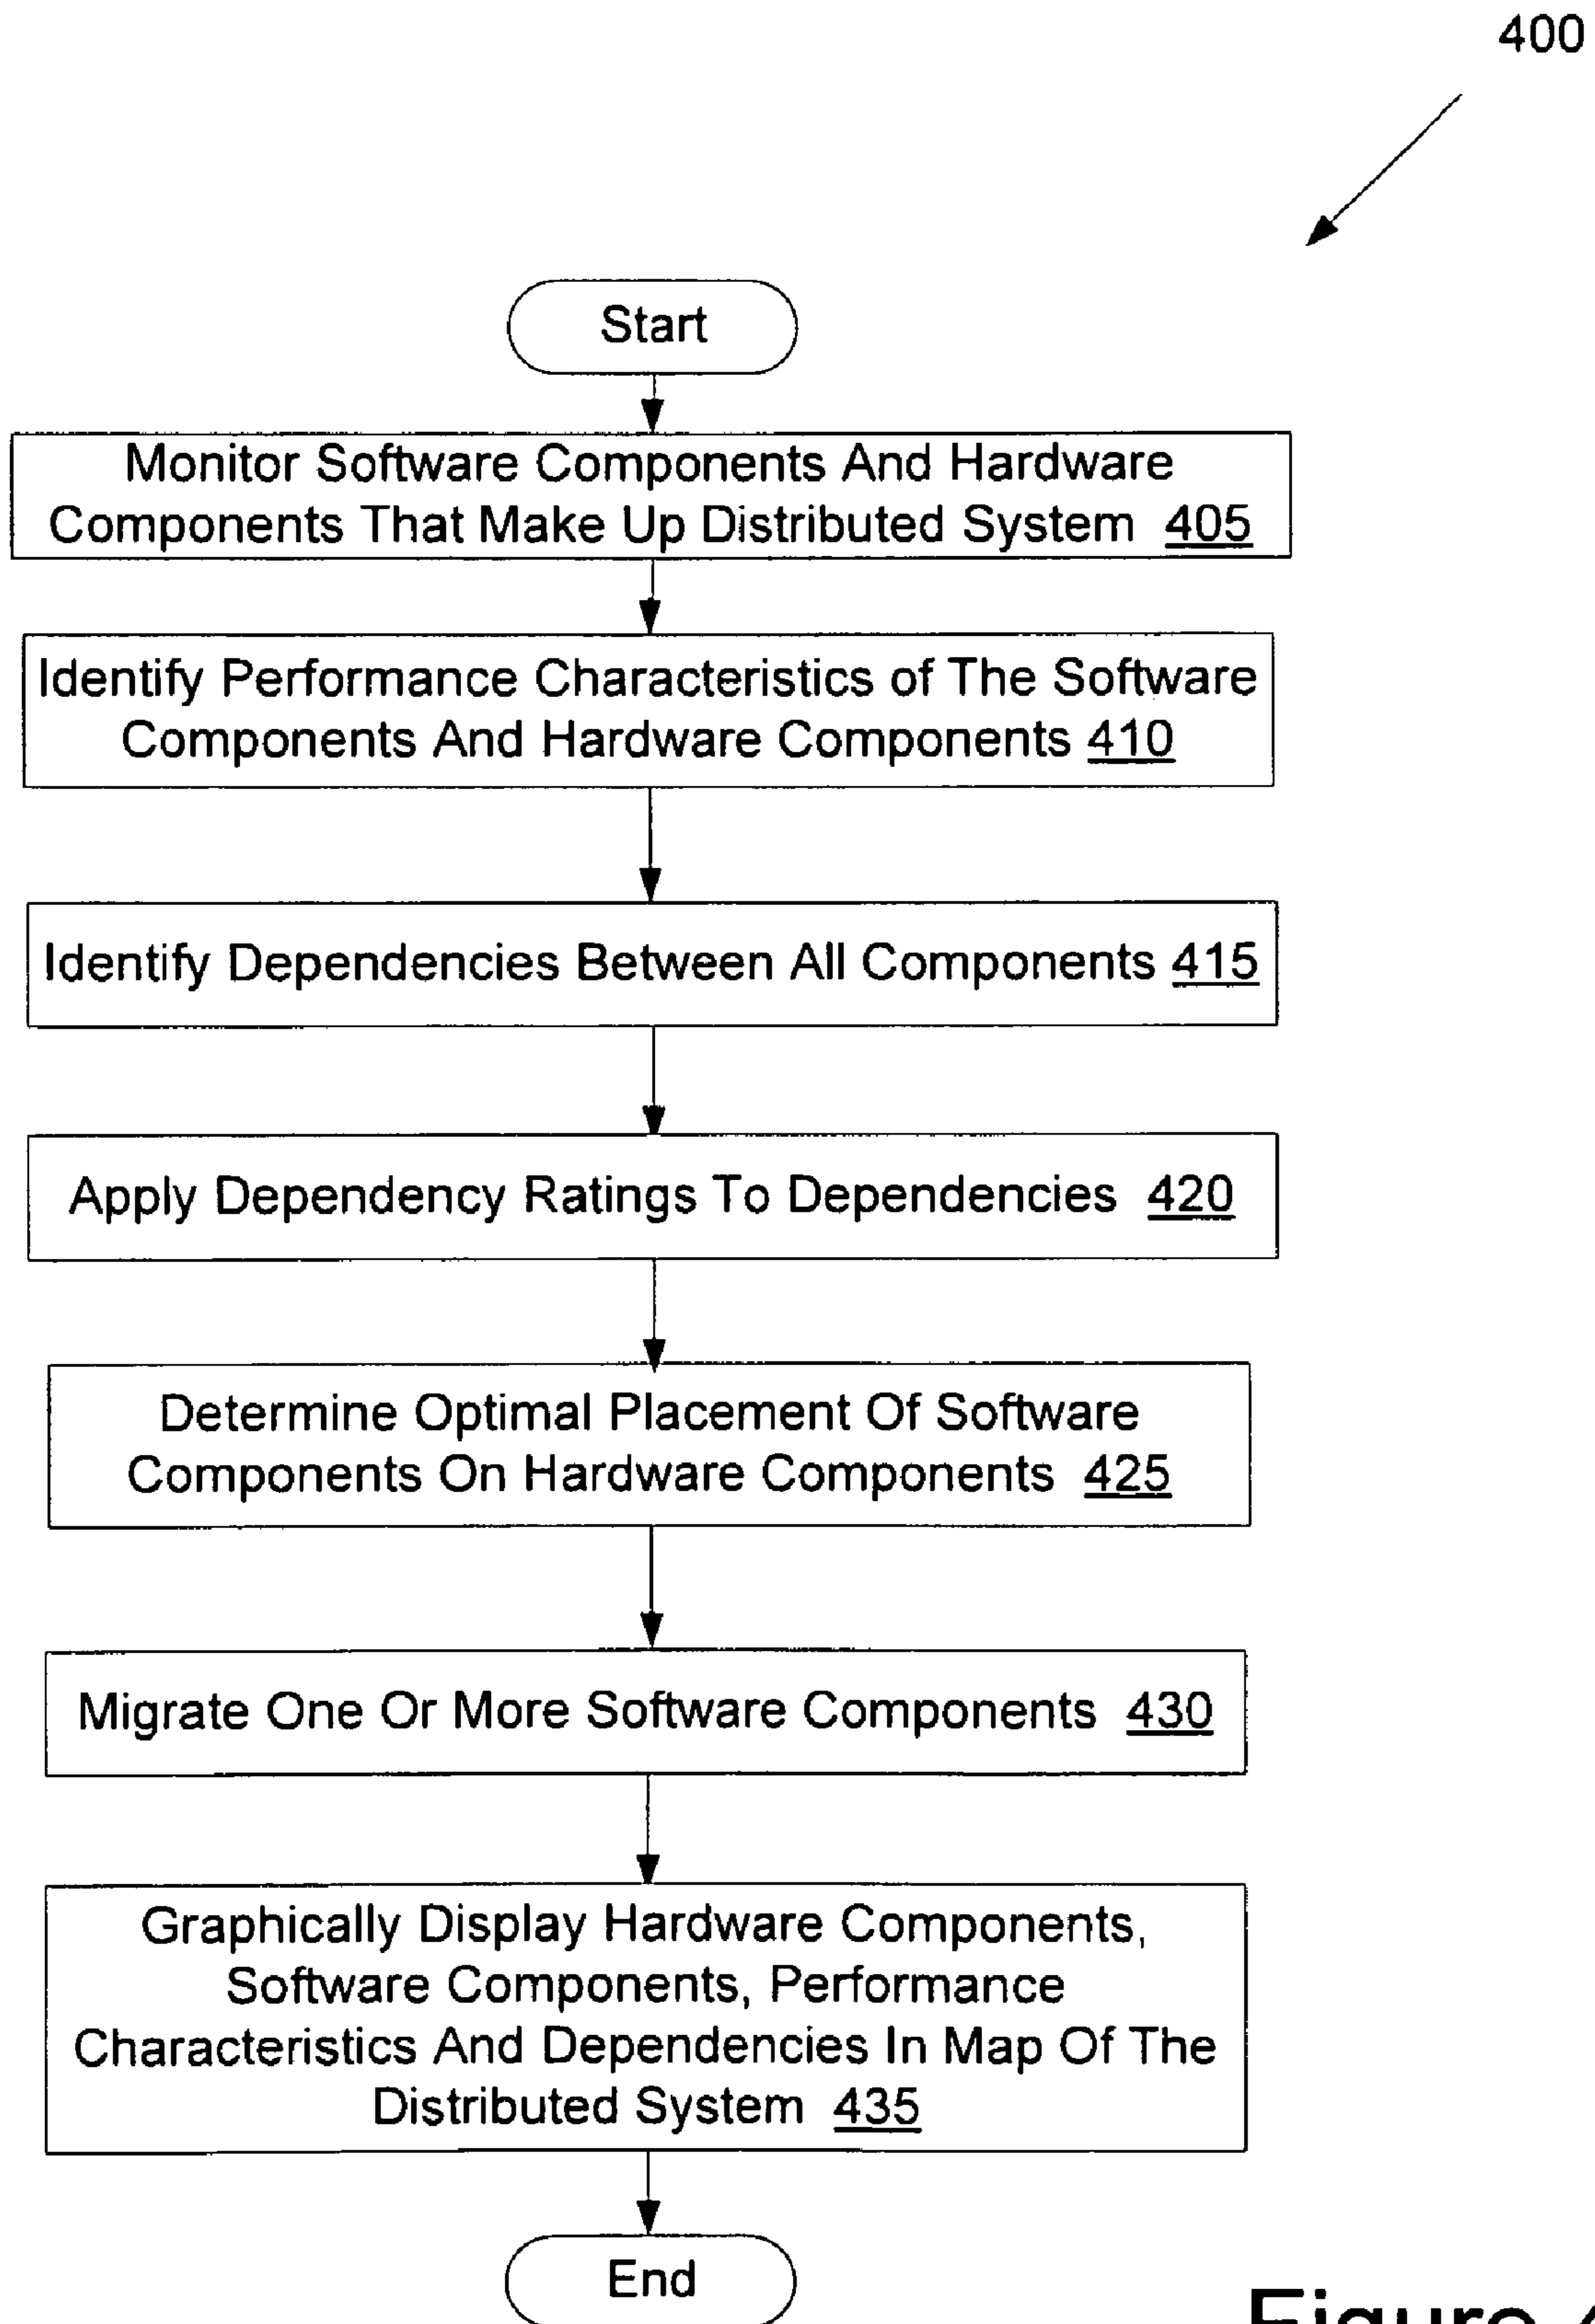 400
Start
Monitor Software Components And Hardware
Components That Make Up Distributed System 405
Identify Performance Characteristics of The Software
Components And Hardware Components 410
Identify Dependencies Between All Components 415
Apply Dependency Ratings To Dependencies 420
Determine Optimal Placement Of Software
Components On Hardware Components 425
Migrate One Or More Software Components 430
Graphically Display Hardware Components,
Software Components, Performance
Characteristics And Dependencies In Map Of The
Distributed System 435
End
Figure